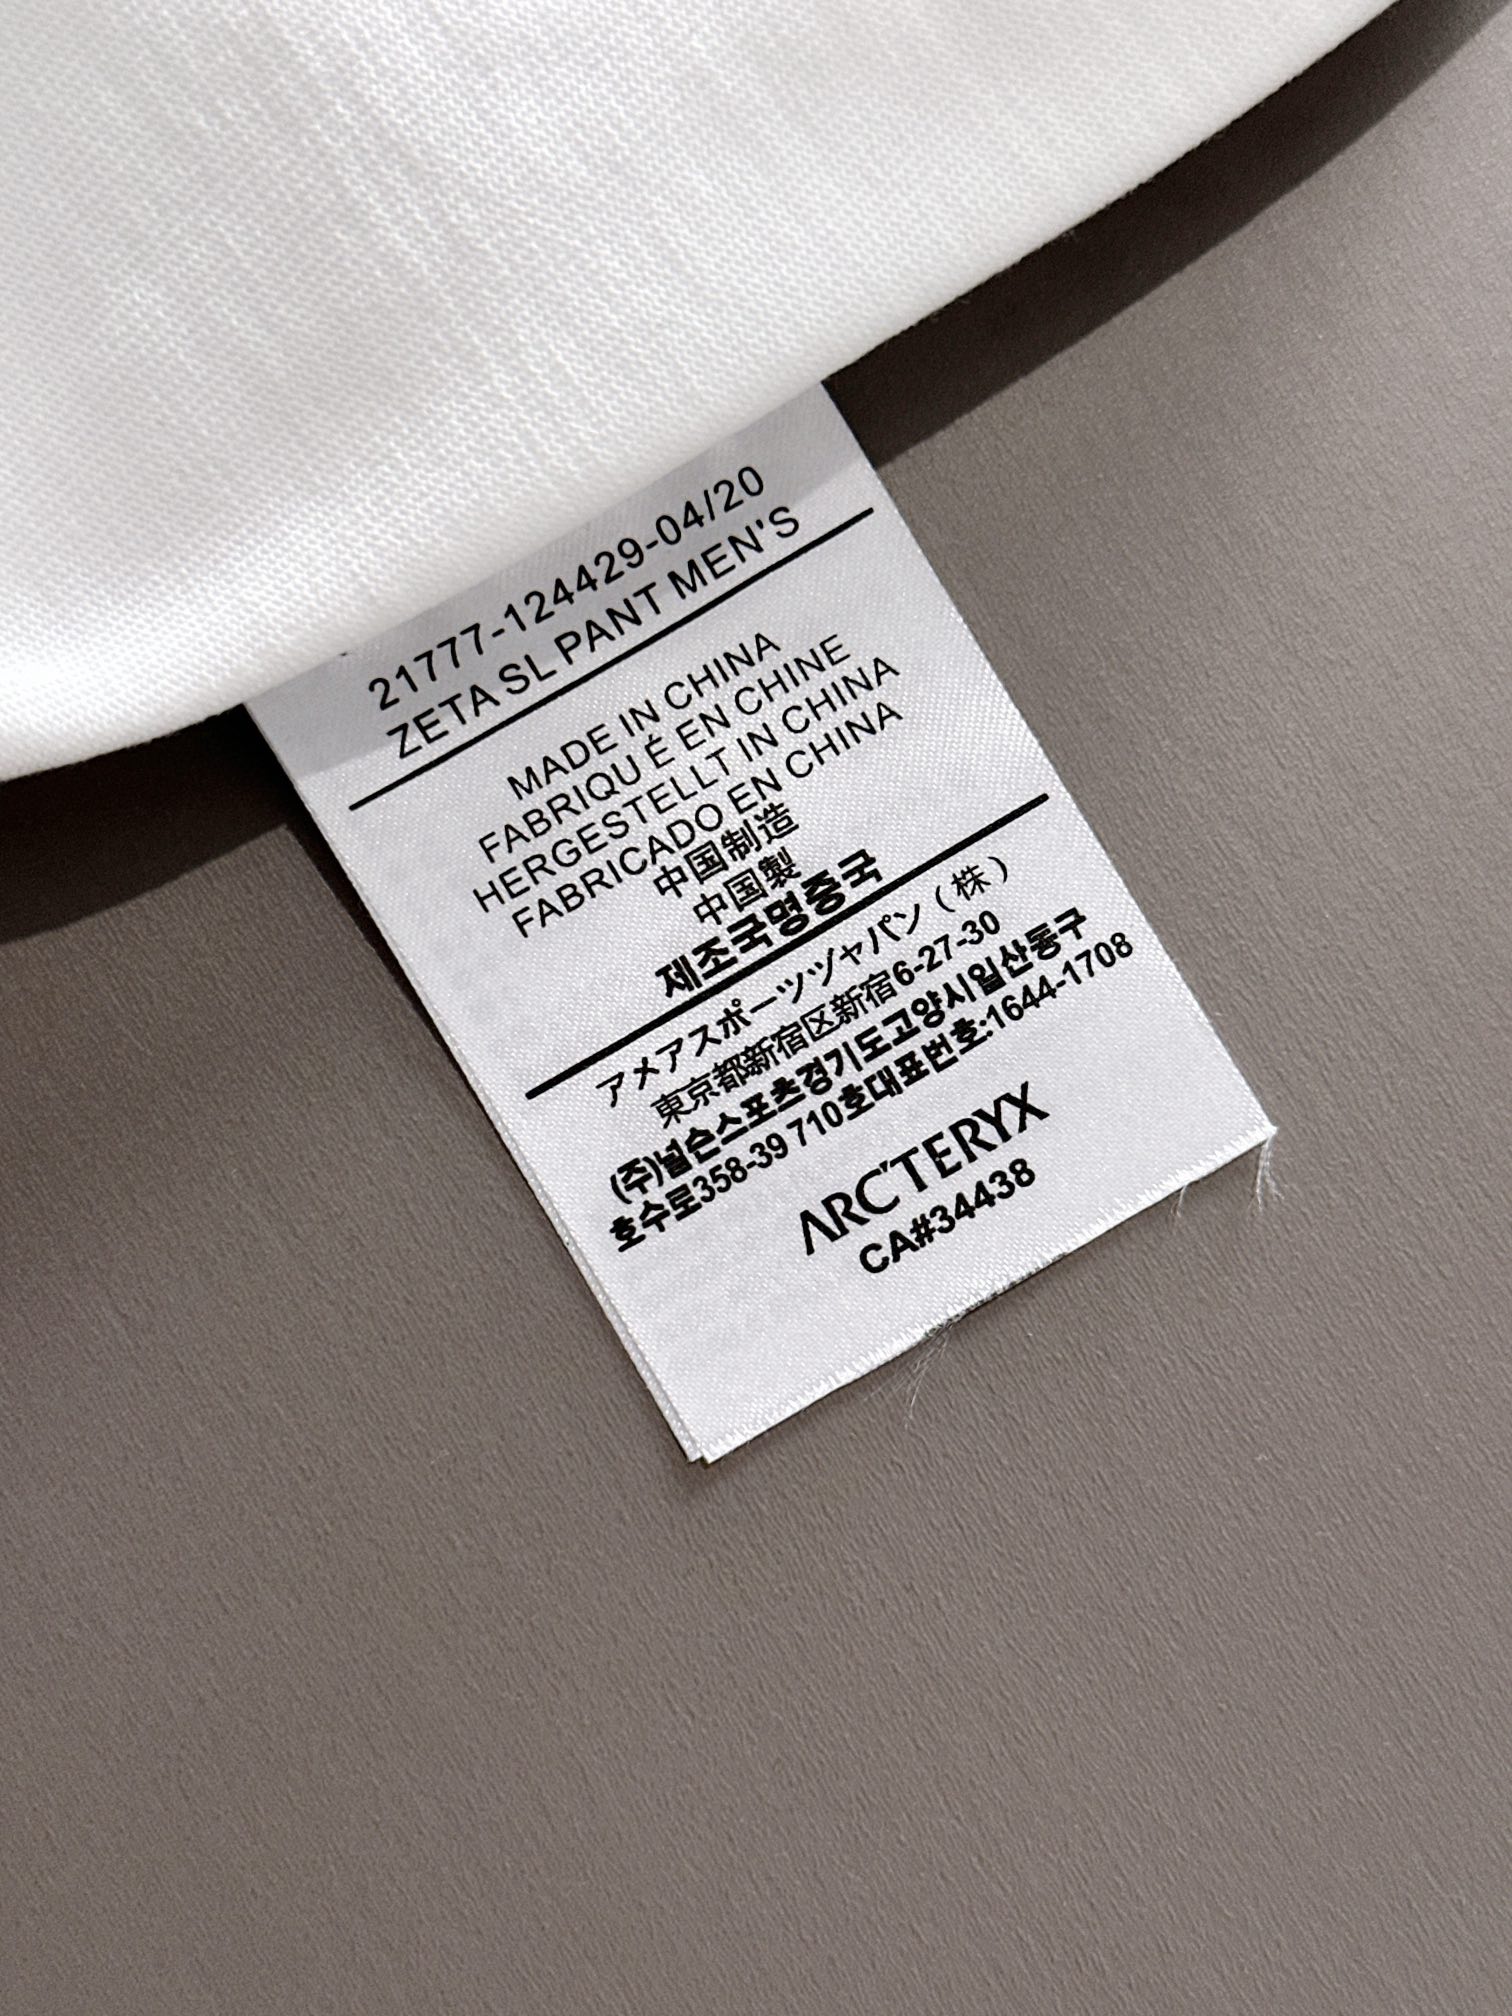 21777-124429-04/20
ZETA SL PANT MEN'S
MADE IN CHINA
FABRIQU É EN CHINE
HERGESTELLT IN CHINA
FABRICADO EN CHINA
中国制造
中国製
제조국명중국
アメアスポーツヅャパン（株）
東京都新宿区新宿6-27-30
(주)넬슨스포츠경기도고양시일산동구
호수로358-39 710호대표번호:1644-1708
ARC'TERYX
CA#34438